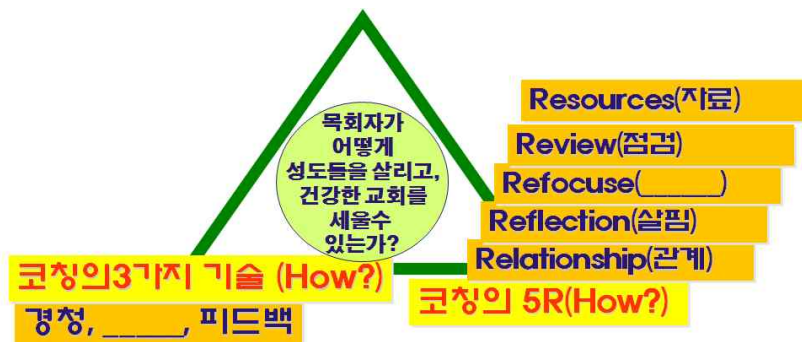 목회자가
어떻게
성도들을 살리고,
건강한 교회를
세울수
있는가?
Resources(자료)
Review(점검)
Refocuse(______)
Reflection(살핌)
Relationship(관계)
코칭의 5R(How?)
코칭의3가지 기술 (How?)
경청, _____, 피드백